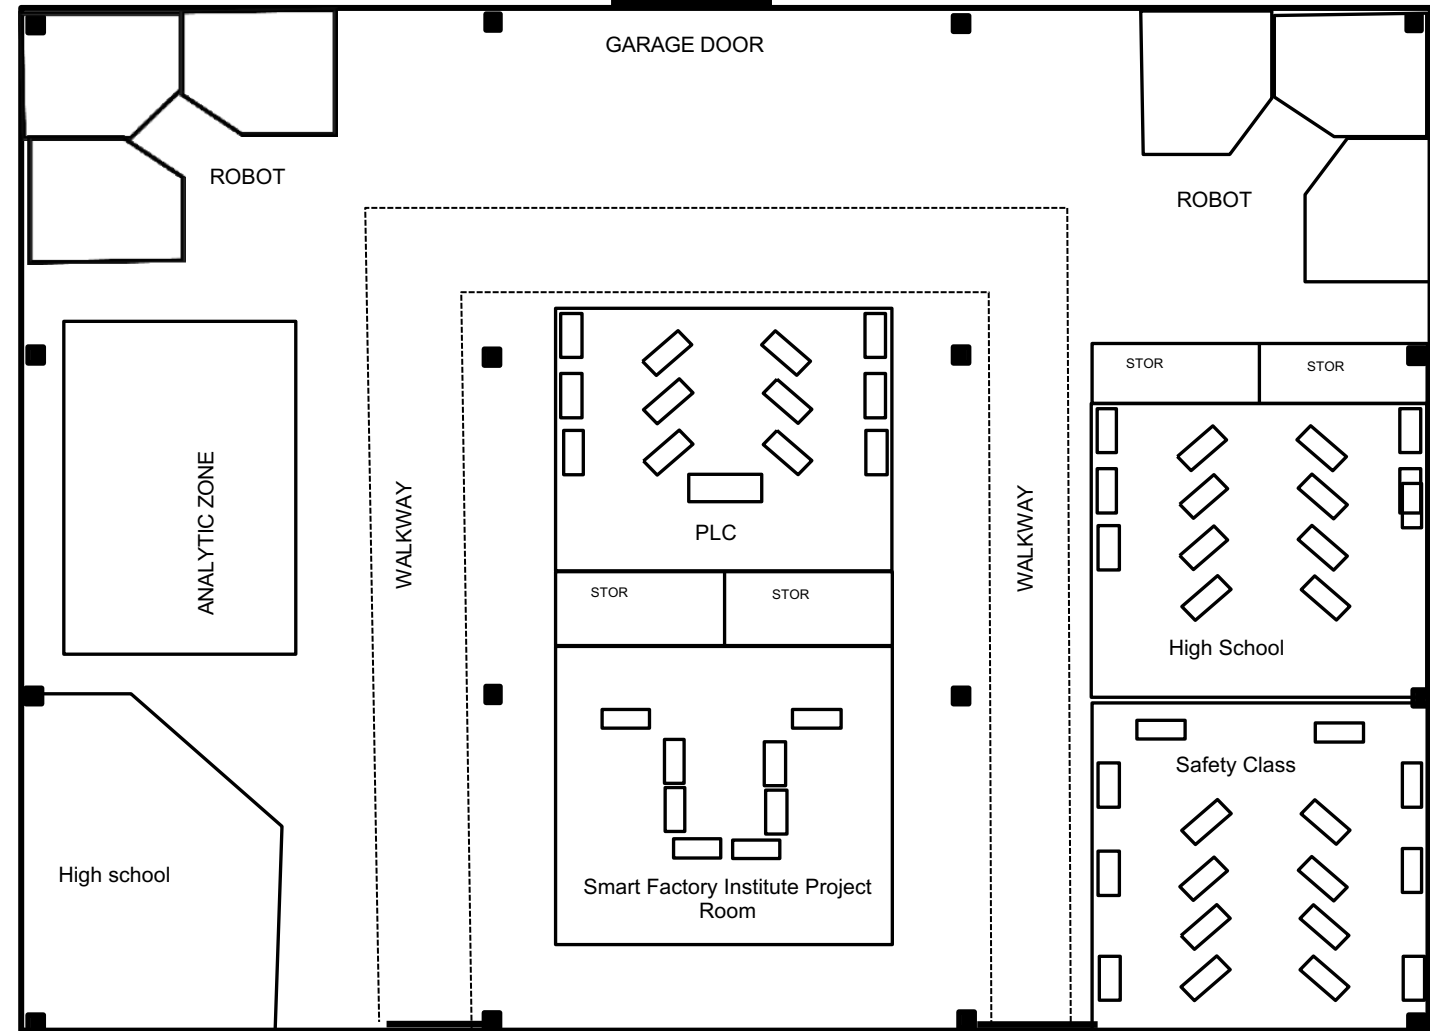 GARAGE DOOR
ROBOT
ROBOT
STOR
STOR
ANALYTIC ZONE
WALKWAY
WALKWAY
PLC
STOR
STOR
High School
Safety Class
High school
Smart Factory Institute Project
Room